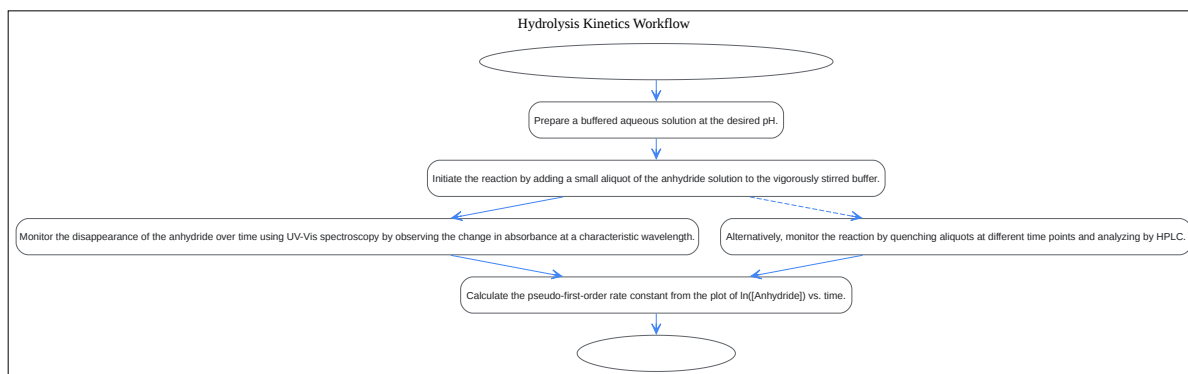 Hydrolysis Kinetics Workflow
Prepare a buffered aqueous solution at the desired pH.
Initiate the reaction by adding a small aliquot of the anhydride solution to the vigorously stirred buffer.
Monitor the disappearance of the anhydride over time using UV-Vis spectroscopy by observing the change in absorbance at a characteristic wavelength.
Alternatively, monitor the reaction by quenching aliquots at different time points and analyzing by HPLC.
Calculate the pseudo-first-order rate constant from the plot of ln([Anhydride]) vs. time.